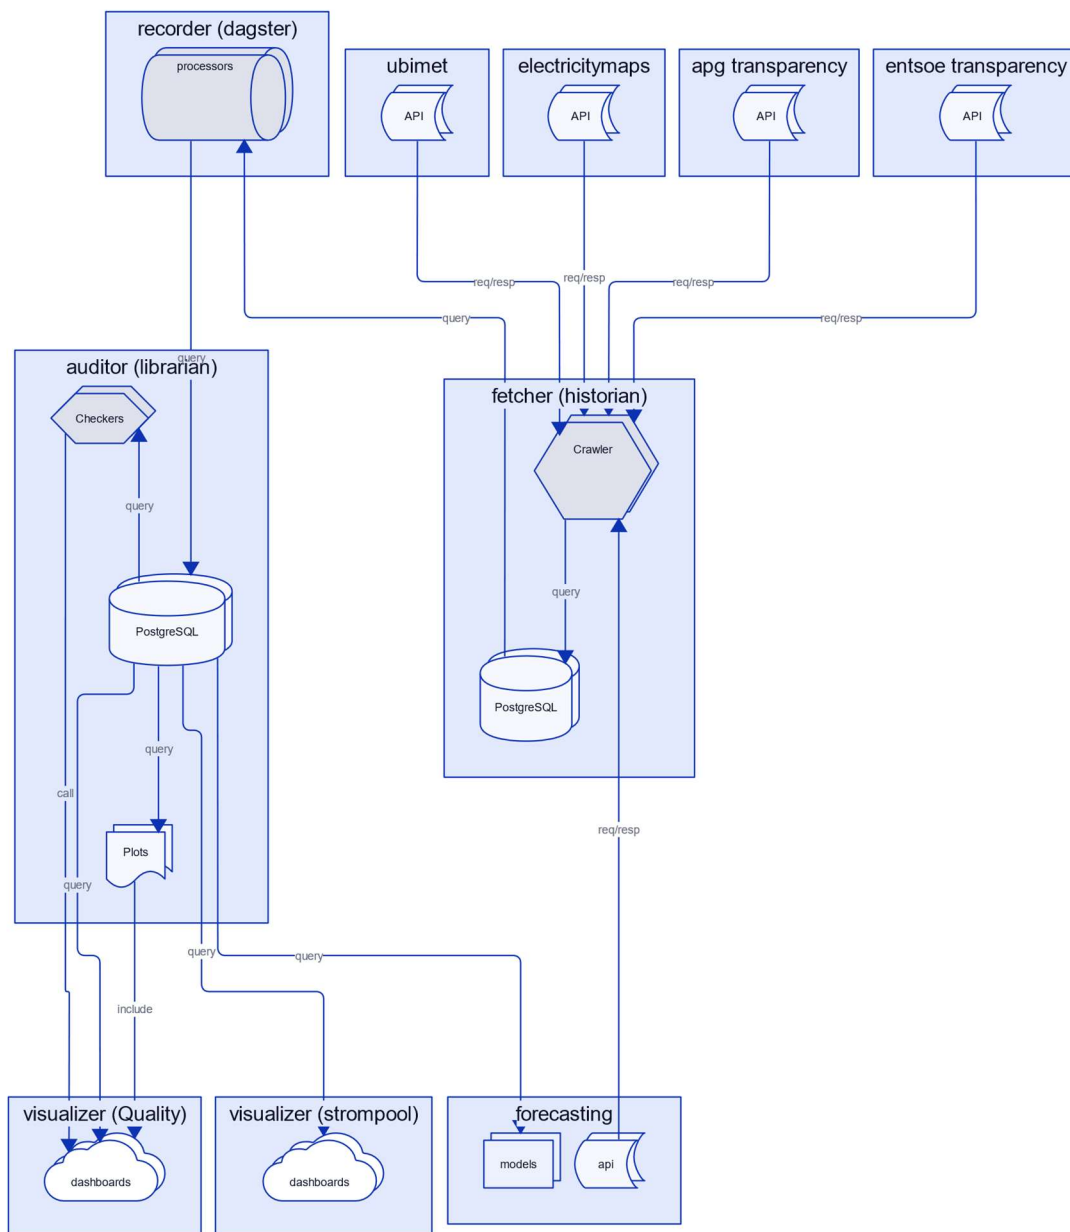 recorder (dagster)
processors
ubimet
API
electricitymaps
API
apg transparency
API
entsoe transparency
API
req/resp
req/resp
req/resp
req/resp
query
query
auditor (librarian)
Checkers
query
PostgreSQL
query
call
Plots
query
fetcher (historian)
Crawler
query
PostgreSQL
req/resp
query
query
include
visualizer (Quality)
dashboards
visualizer (strompool)
dashboards
forecasting
models
api